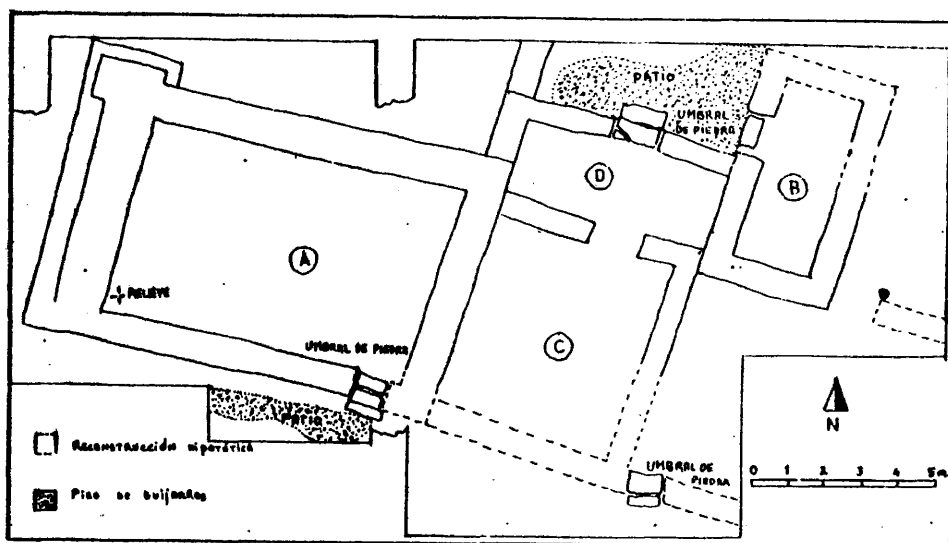 PATIO
UMBRAL
DE PIEDRA
D
B
A
RELIEVE
UMBRAL DE PIEDRA
C
PATIO
N
RECONSTRUCCIÓN HIPOTÉTICA
UMBRAL DE
PIEDRA
0 1 2 3 4 5m
PISO DE GUIJARROS